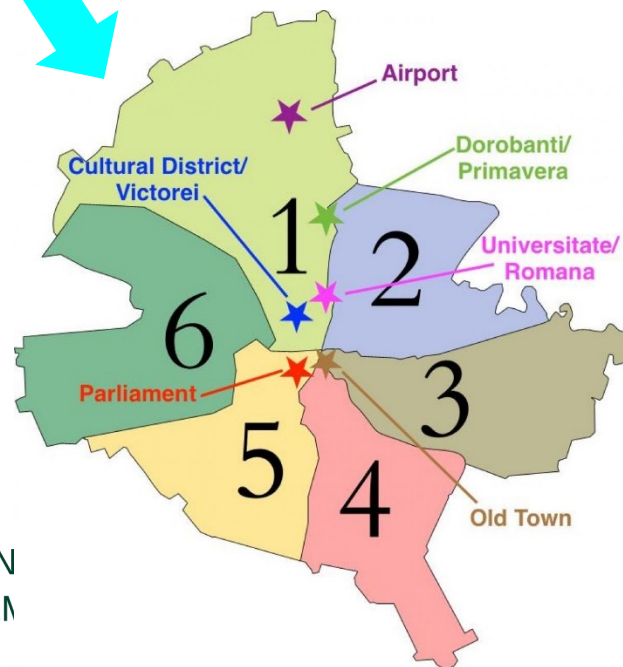 Airport
Dorobanti/
Primavera
Cultural District/
Victorei
Universitate/
Romana
1
2
6
3
Parliament
5
4
Old Town